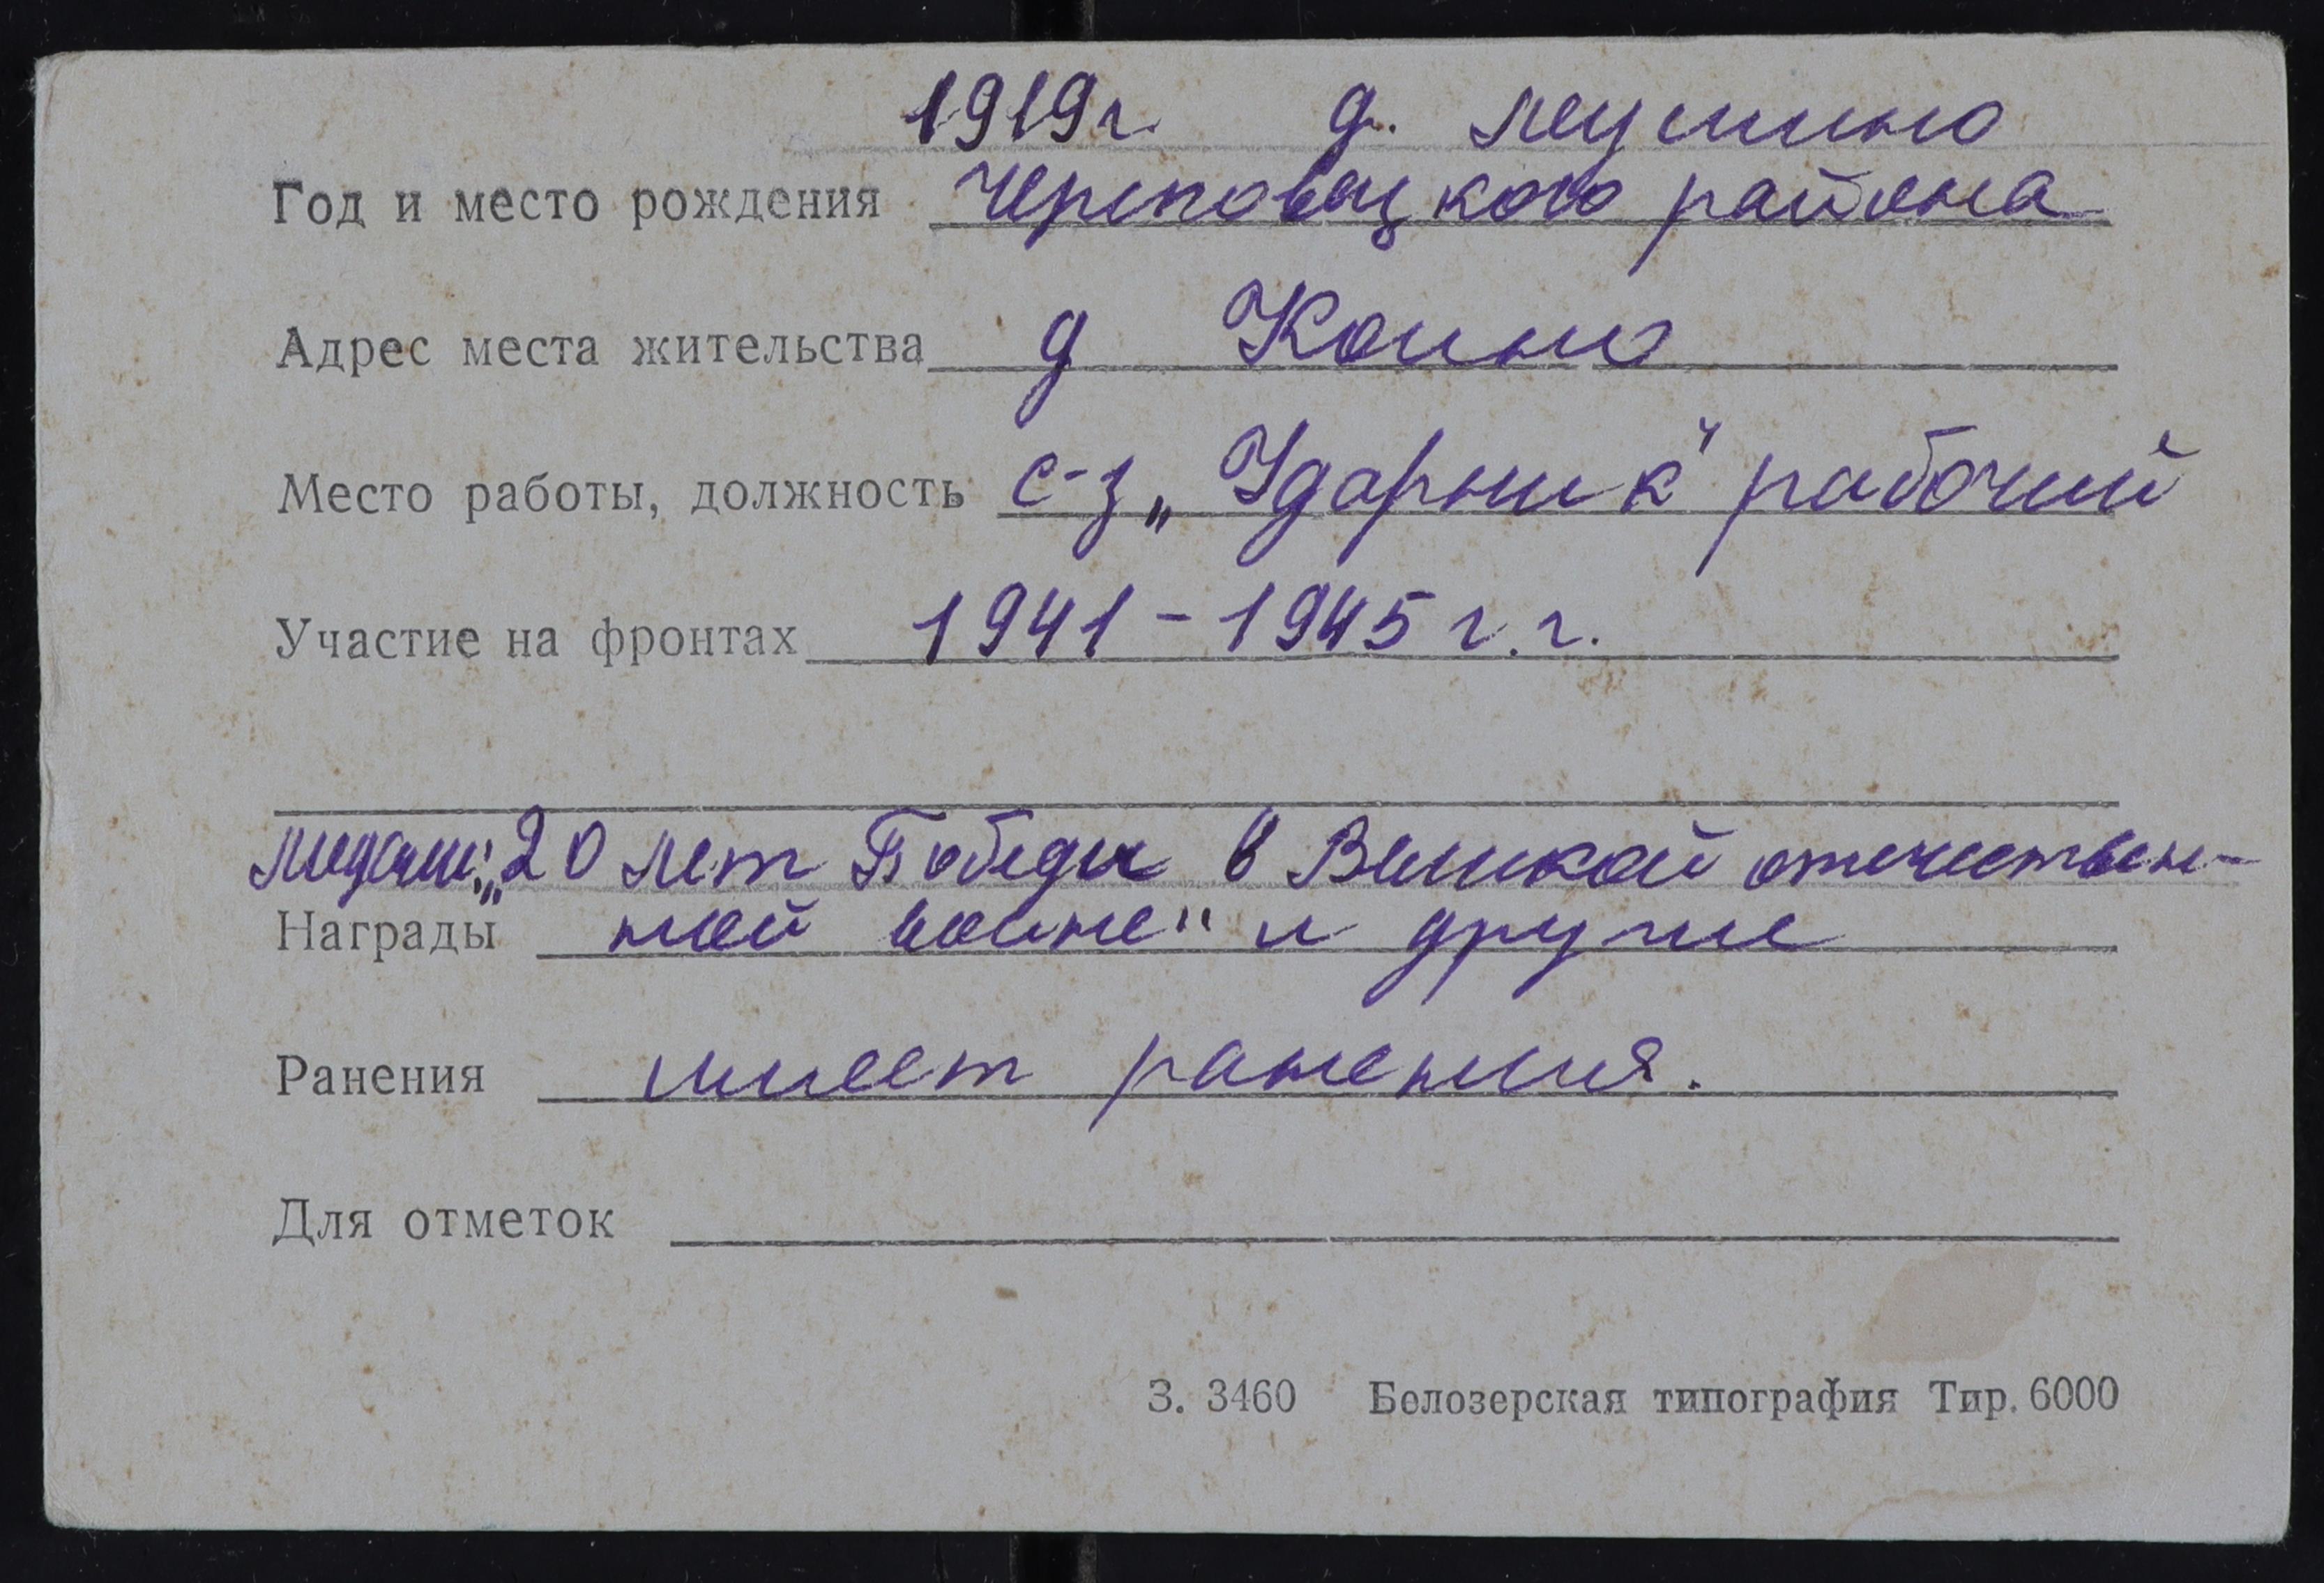 1919г. д.
Год и место рождения Череповецкого района
Адрес места жительства д Коино
Место работы, должность с-з „Ударник" рабочий
Участие на фронтах 1941-1945 г.г.
Медали: „20 лет Победы в Великой отечествен-
Награды ной войне" и другие
Ранения имеет ранения.
Для отметок
З. 3460 Белозерская типография Тир. 6000